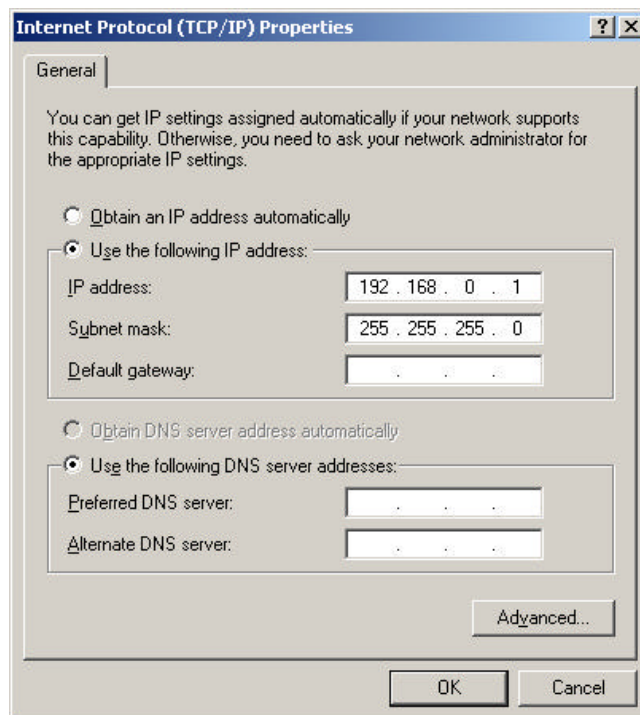 Internet Protocol (TCP/IP) Properties
General
You can get IP settings assigned automatically if your network supports
this capability. Otherwise, you need to ask your network administrator for
the appropriate IP settings.
Obtain an IP address automatically
Use the following IP address:
IP address: 192 . 168 . 0 . 1
Subnet mask: 255 . 255 . 255 . 0
Default gateway: . . .
Obtain DNS server address automatically
Use the following DNS server addresses:
Preferred DNS server: . . .
Alternate DNS server: . . .
Advanced...
OK Cancel